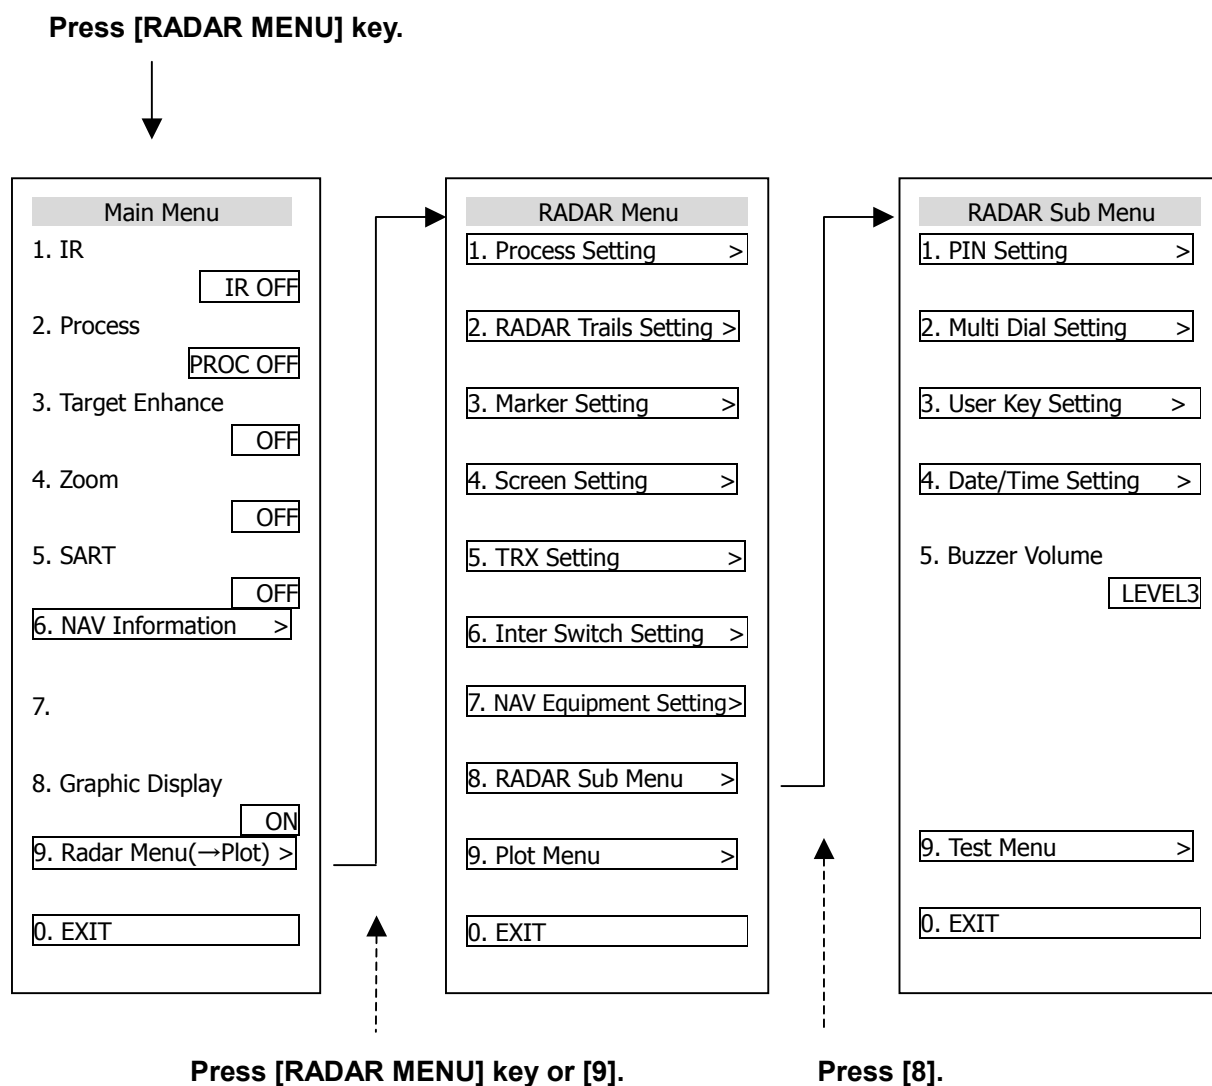 Press [RADAR MENU] key.
Main Menu
1. IR
IR OFF
2. Process
PROC OFF
3. Target Enhance
OFF
4. Zoom
OFF
5. SART
OFF
6. NAV Information >
7.
8. Graphic Display
ON
9. Radar Menu(→Plot) >
0. EXIT
RADAR Menu
1. Process Setting >
2. RADAR Trails Setting >
3. Marker Setting >
4. Screen Setting >
5. TRX Setting >
6. Inter Switch Setting >
7. NAV Equipment Setting>
8. RADAR Sub Menu >
9. Plot Menu >
0. EXIT
RADAR Sub Menu
1. PIN Setting >
2. Multi Dial Setting >
3. User Key Setting >
4. Date/Time Setting >
5. Buzzer Volume
LEVEL3
9. Test Menu >
0. EXIT
Press [RADAR MENU] key or [9].
Press [8].